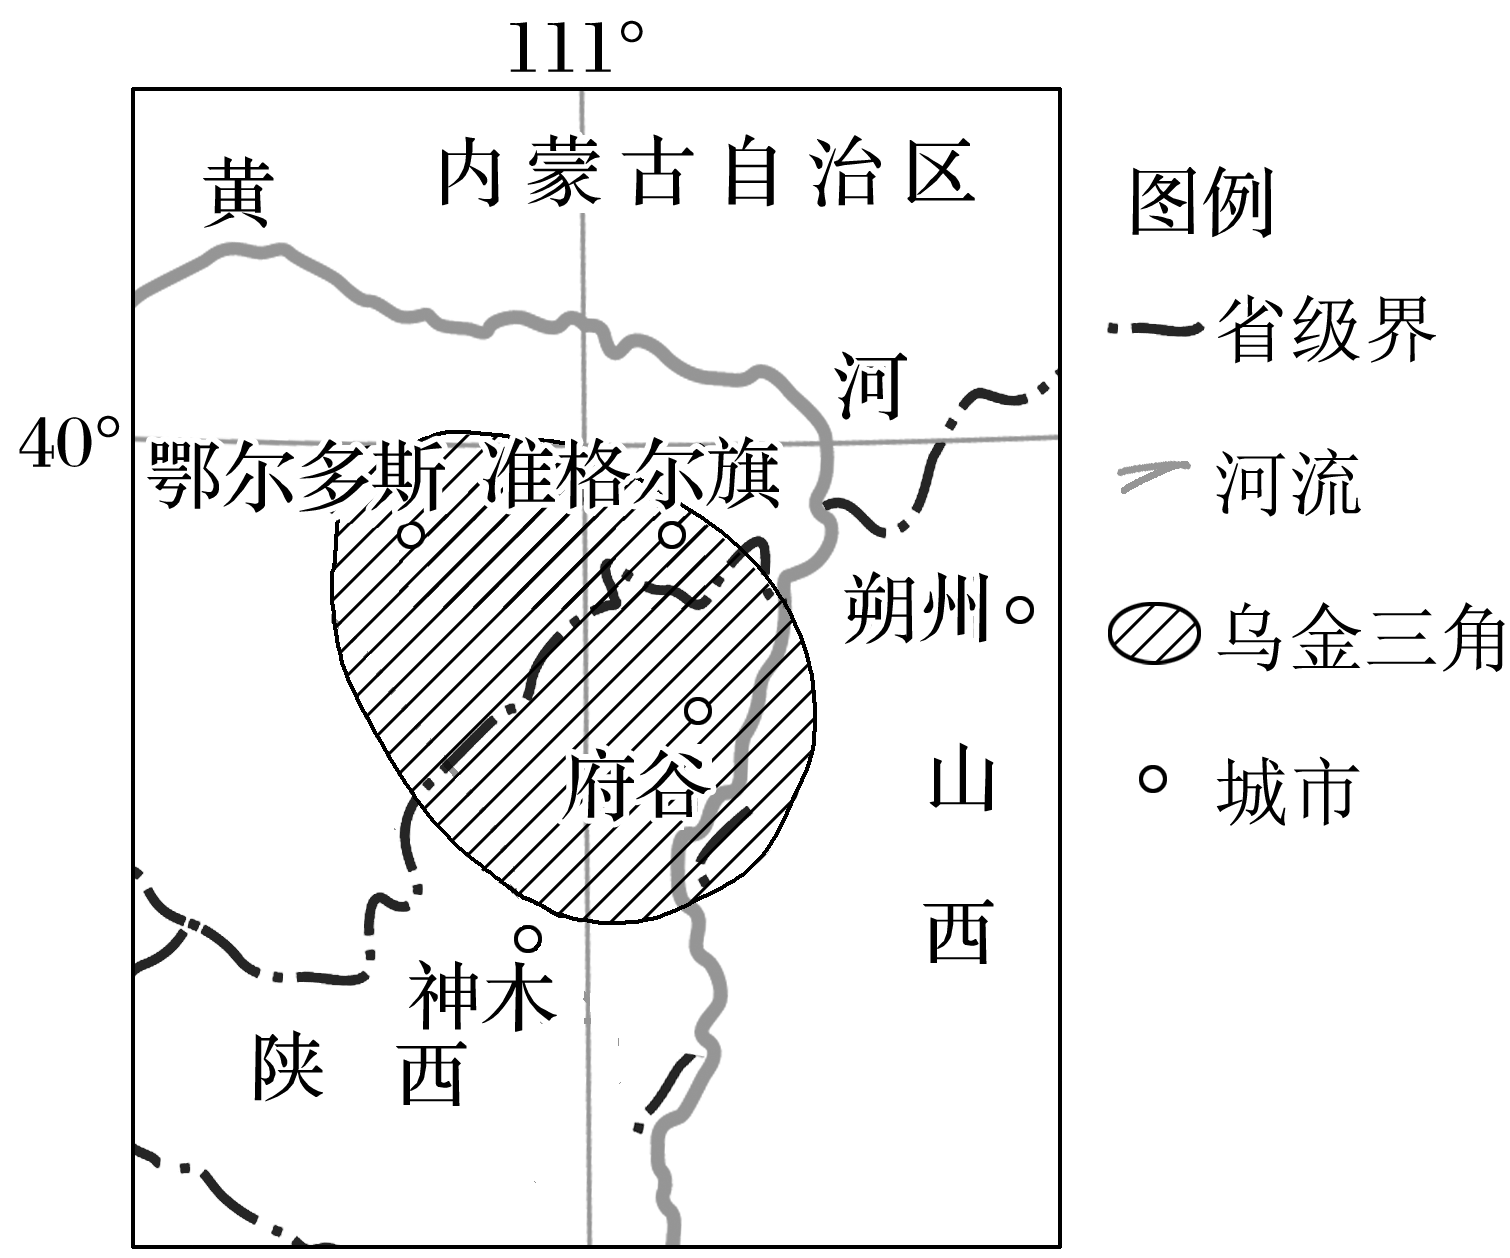 111°
黄
内蒙古自治区
河
40°
鄂尔多斯
准格尔旗
朔州
府谷
山
西
神木
陕西
图例
省级界
河流
乌金三角
城市